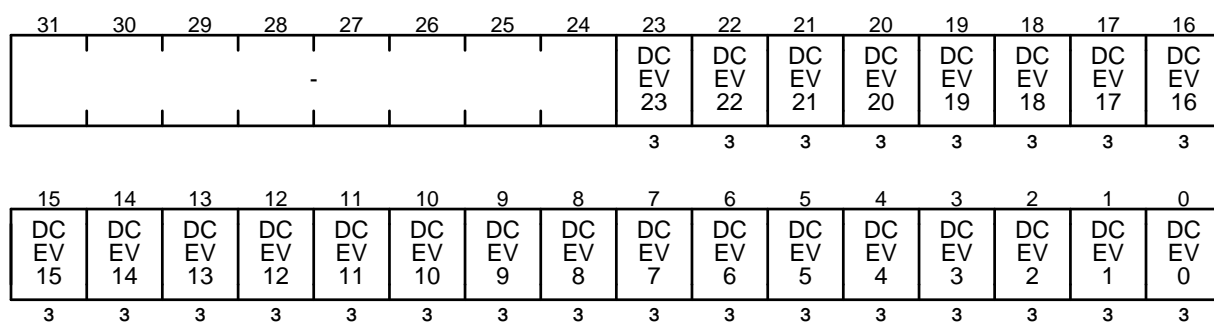 31 30 29 28 27 26 25 24 23 22 21 20 19 18 17 16
- DC DC DC DC DC DC DC DC
EV EV EV EV EV EV EV EV
23 22 21 20 19 18 17 16
3 3 3 3 3 3 3 3
15 14 13 12 11 10 9 8 7 6 5 4 3 2 1 0
DC DC DC DC DC DC DC DC DC DC DC DC DC DC DC DC
EV EV EV EV EV EV EV EV EV EV EV EV EV EV EV EV
15 14 13 12 11 10 9 8 7 6 5 4 3 2 1 0
3 3 3 3 3 3 3 3 3 3 3 3 3 3 3 3